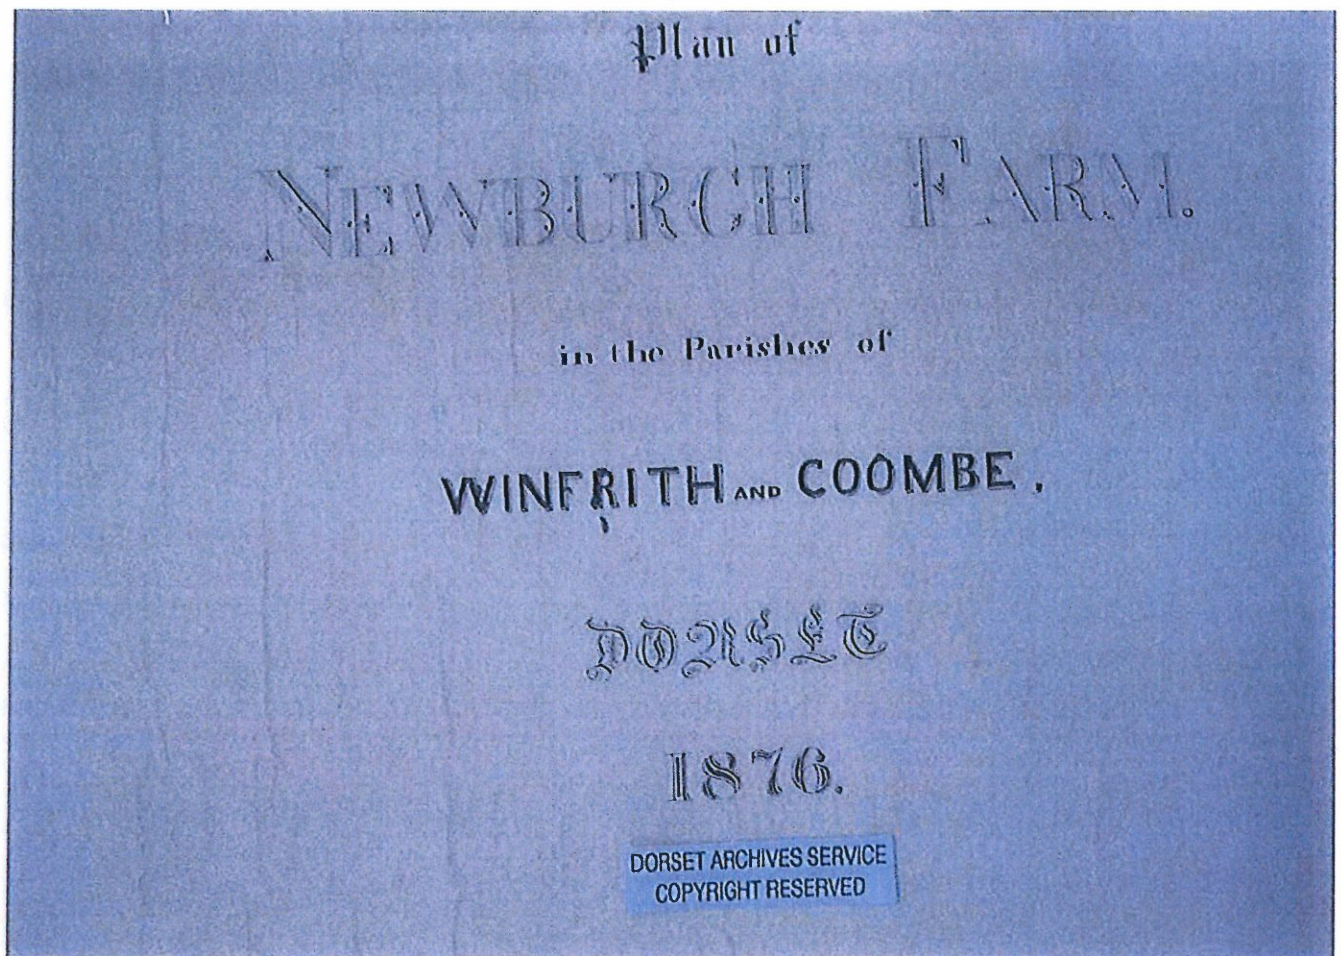 Plan of
NEWBURGH FARM.
in the Parishes of
WINFRITH AND COOMBE.
DORSET
1876.
DORSET ARCHIVES SERVICE
COPYRIGHT RESERVED